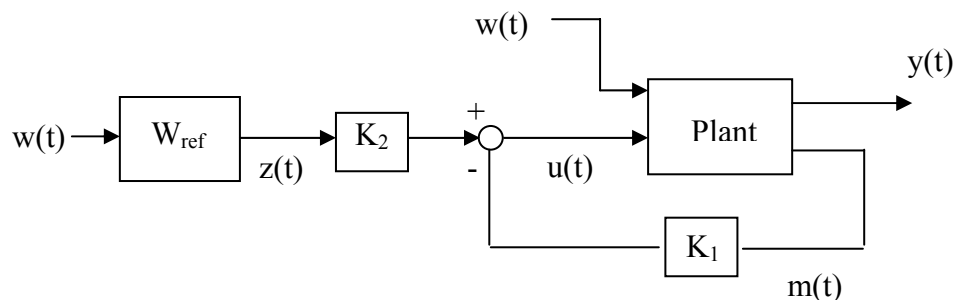 w(t)
y(t)
w(t)
W_ref
z(t)
K_2
+
-
u(t)
Plant
K_1
m(t)